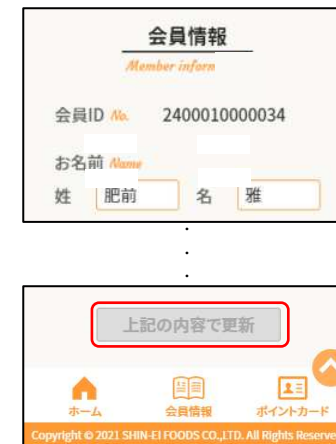 会員情報
Member inform
会員ID No. 2400010000034
お名前 Name
姓 肥前 名 雅
上記の内容で更新
ホーム 会員情報 ポイントカード
Copyright © 2021 SHIN-EI FOODS CO.,LTD. All Rights Reserve